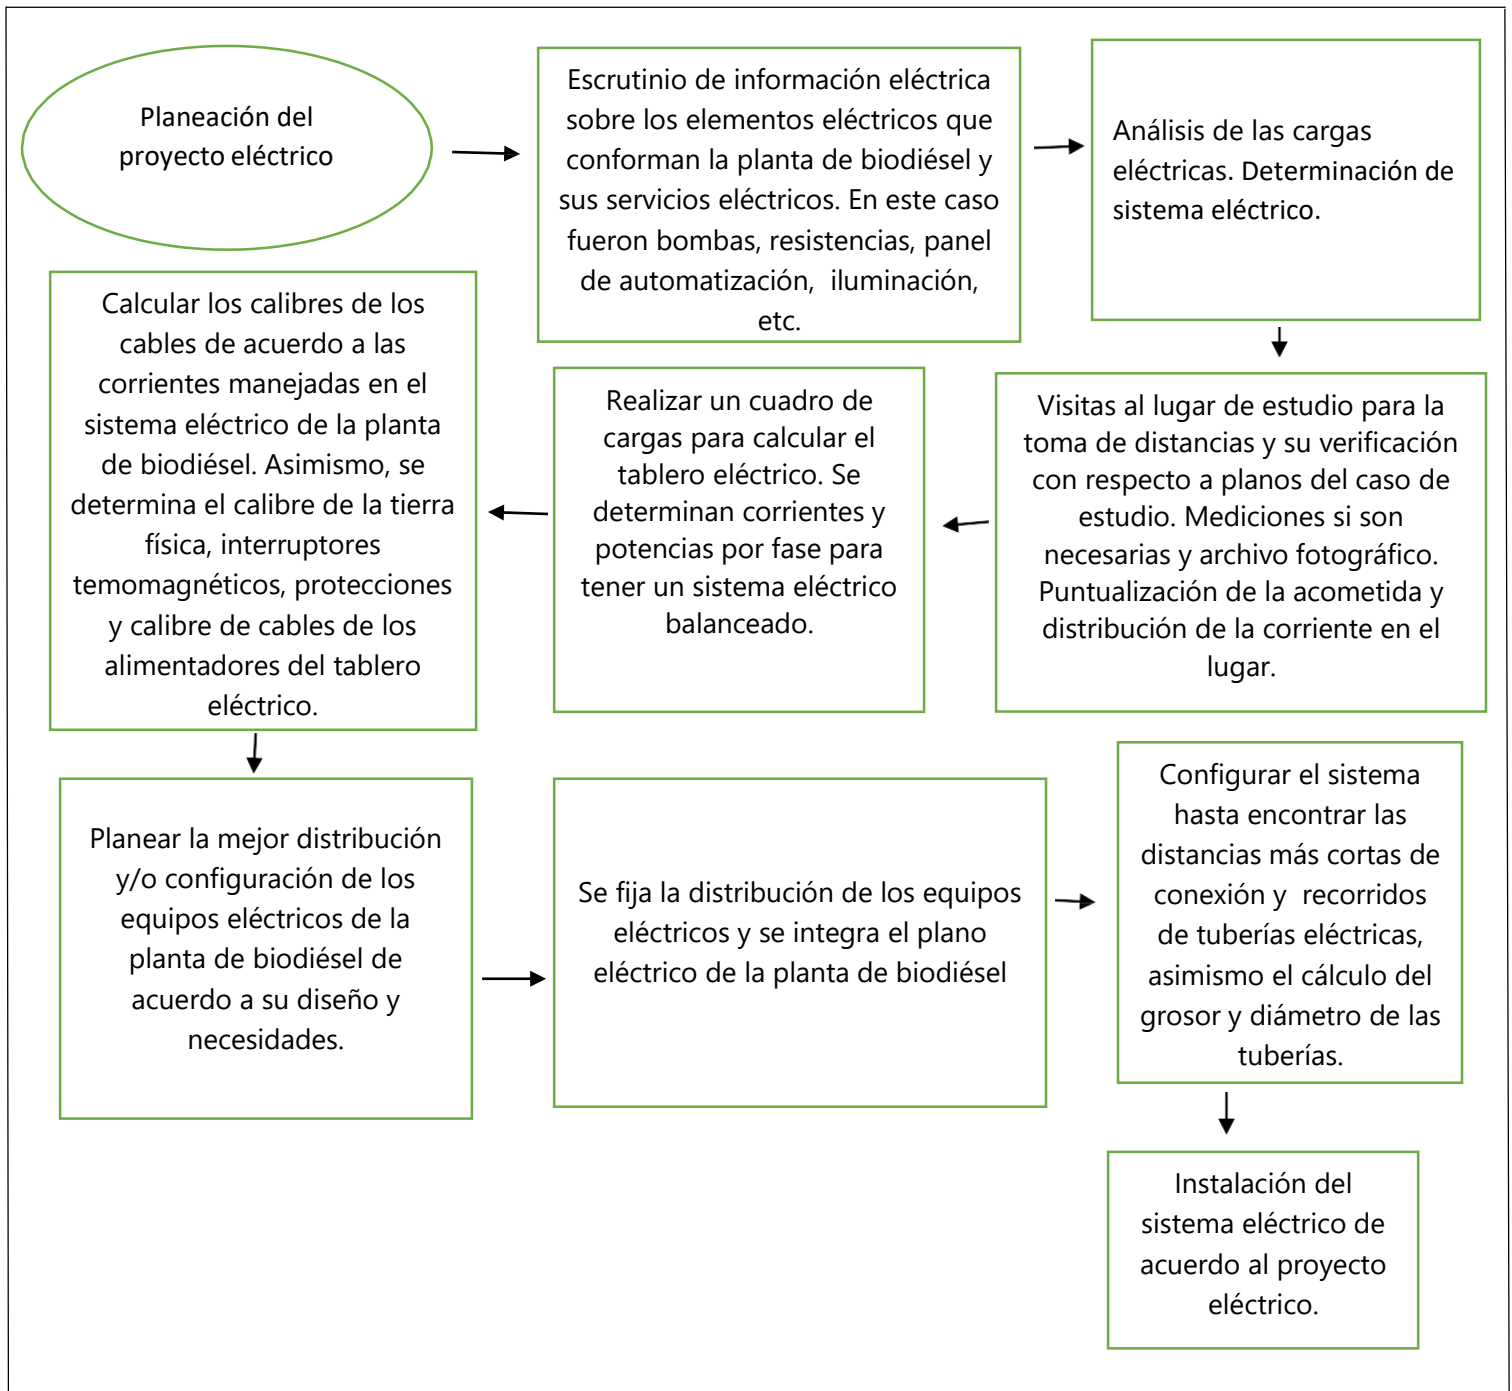 Planeación del
proyecto eléctrico
Escrutinio de información eléctrica
sobre los elementos eléctricos que
conforman la planta de biodiésel y
sus servicios eléctricos. En este caso
fueron bombas, resistencias, panel
de automatización, iluminación,
etc.
Análisis de las cargas
eléctricas. Determinación de
sistema eléctrico.
Visitas al lugar de estudio para la
toma de distancias y su verificación
con respecto a planos del caso de
estudio. Mediciones si son
necesarias y archivo fotográfico.
Puntualización de la acometida y
distribución de la corriente en el
lugar.
Realizar un cuadro de
cargas para calcular el
tablero eléctrico. Se
determinan corrientes y
potencias por fase para
tener un sistema eléctrico
balanceado.
Calcular los calibres de los
cables de acuerdo a las
corrientes manejadas en el
sistema eléctrico de la planta
de biodiésel. Asimismo, se
determina el calibre de la tierra
física, interruptores
temomagnéticos, protecciones
y calibre de cables de los
alimentadores del tablero
eléctrico.
Planear la mejor distribución
y/o configuración de los
equipos eléctricos de la
planta de biodiésel de
acuerdo a su diseño y
necesidades.
Se fija la distribución de los equipos
eléctricos y se integra el plano
eléctrico de la planta de biodiésel
Configurar el sistema
hasta encontrar las
distancias más cortas de
conexión y recorridos
de tuberías eléctricas,
asimismo el cálculo del
grosor y diámetro de las
tuberías.
Instalación del
sistema eléctrico de
acuerdo al proyecto
eléctrico.